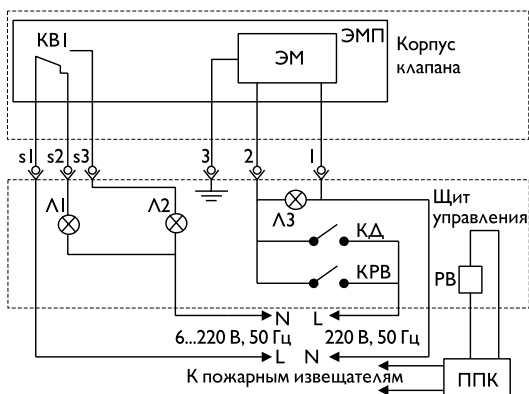 КВ1
ЭМП
ЭМ
Корпус
клапана
s1 s2 s3 3 2 1
Щит
управления
Л1 Л2 Л3
КД
КРВ
РВ
N L
6...220 В, 50 Гц 220 В, 50 Гц
L N
К пожарным извещателям
ППК